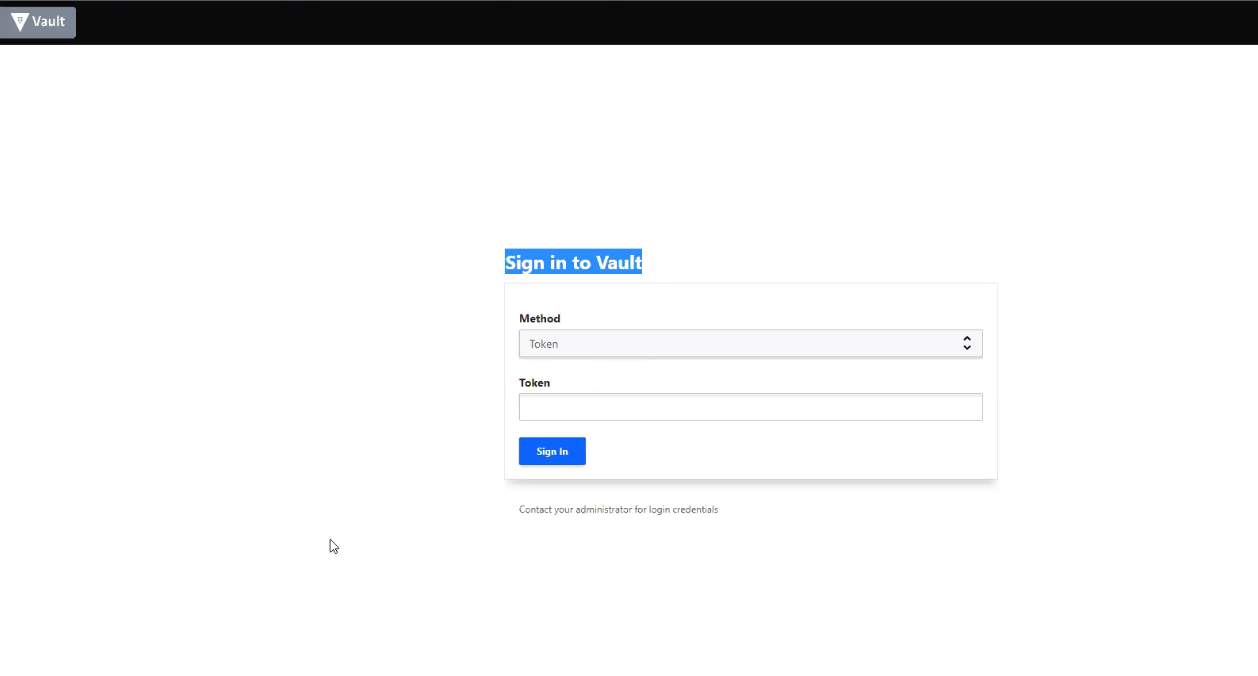 Vault
Sign in to Vault
Method
Token
Token
Sign In
Contact your administrator for login credentials